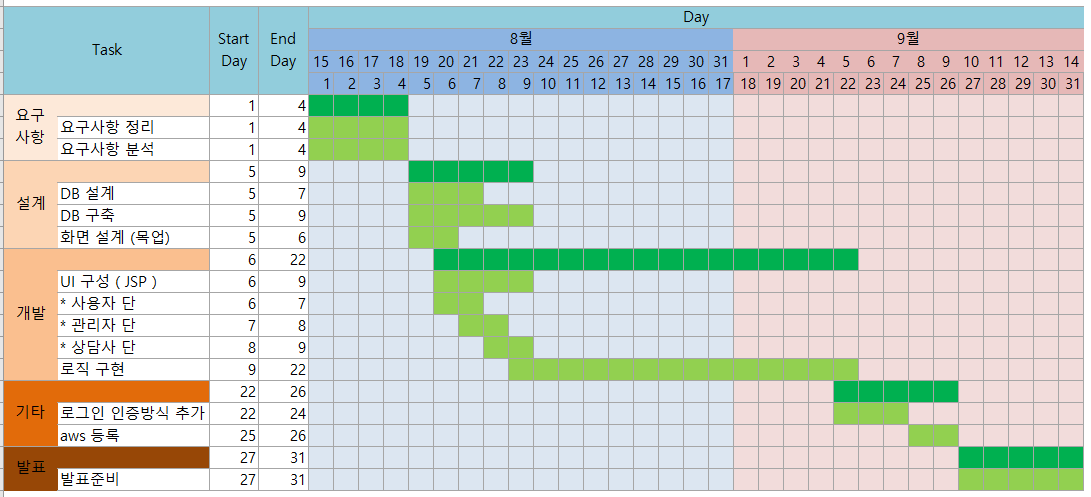 Day
Task Start Day End Day
8월 9월
15 16 17 18 19 20 21 22 23 24 25 26 27 28 29 30 31 1 2 3 4 5 6 7 8 9 10 11 12 13 14
1 2 3 4 5 6 7 8 9 10 11 12 13 14 15 16 17 18 19 20 21 22 23 24 25 26 27 28 29 30 31
요구 사항 1 4
요구사항 정리 1 4
요구사항 분석 1 4
설계 5 9
DB 설계 5 7
DB 구축 5 9
화면 설계 (목업) 5 6
개발 6 22
UI 구성 ( JSP ) 6 9
* 사용자 단 6 7
* 관리자 단 7 8
* 상담사 단 8 9
로직 구현 9 22
기타 22 26
로그인 인증방식 추가 22 24
aws 등록 25 26
발표 27 31
발표준비 27 31